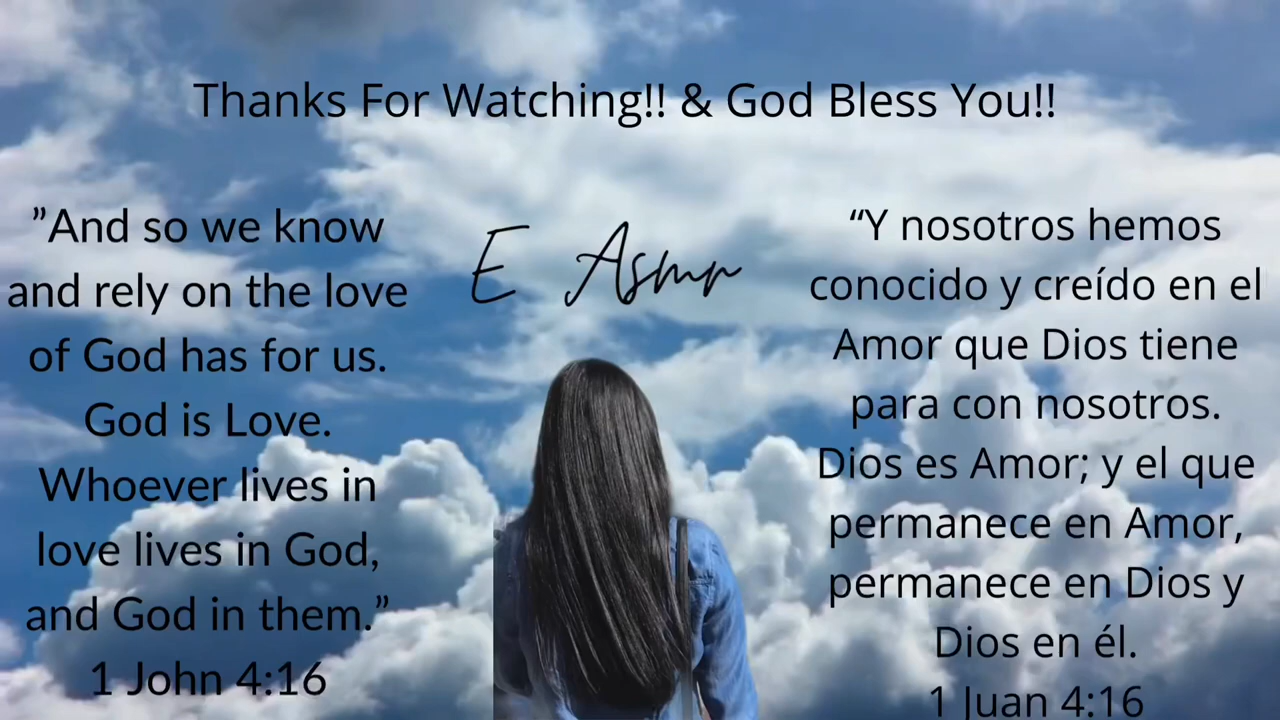 Thanks For Watching!! & God Bless You!!
”And so we know
and rely on the love
of God has for us.
God is Love.
Whoever lives in
love lives in God,
and God in them.”
1 John 4:16
E Asmr
“Y nosotros hemos
conocido y creído en el
Amor que Dios tiene
para con nosotros.
Dios es Amor; y el que
permanece en Amor,
permanece en Dios y
Dios en él.
1 Juan 4:16